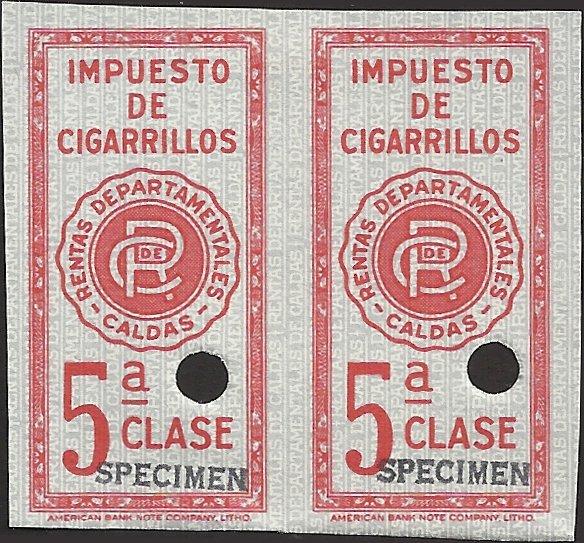 IMPUESTO
DE
CIGARRILLOS
RENTAS DEPARTAMENTALES
- CALDAS -
R DE C
5ª
CLASE
SPECIMEN
AMERICAN BANK NOTE COMPANY, LITHO.
IMPUESTO
DE
CIGARRILLOS
RENTAS DEPARTAMENTALES
- CALDAS -
R DE C
5ª
CLASE
SPECIMEN
AMERICAN BANK NOTE COMPANY, LITHO.